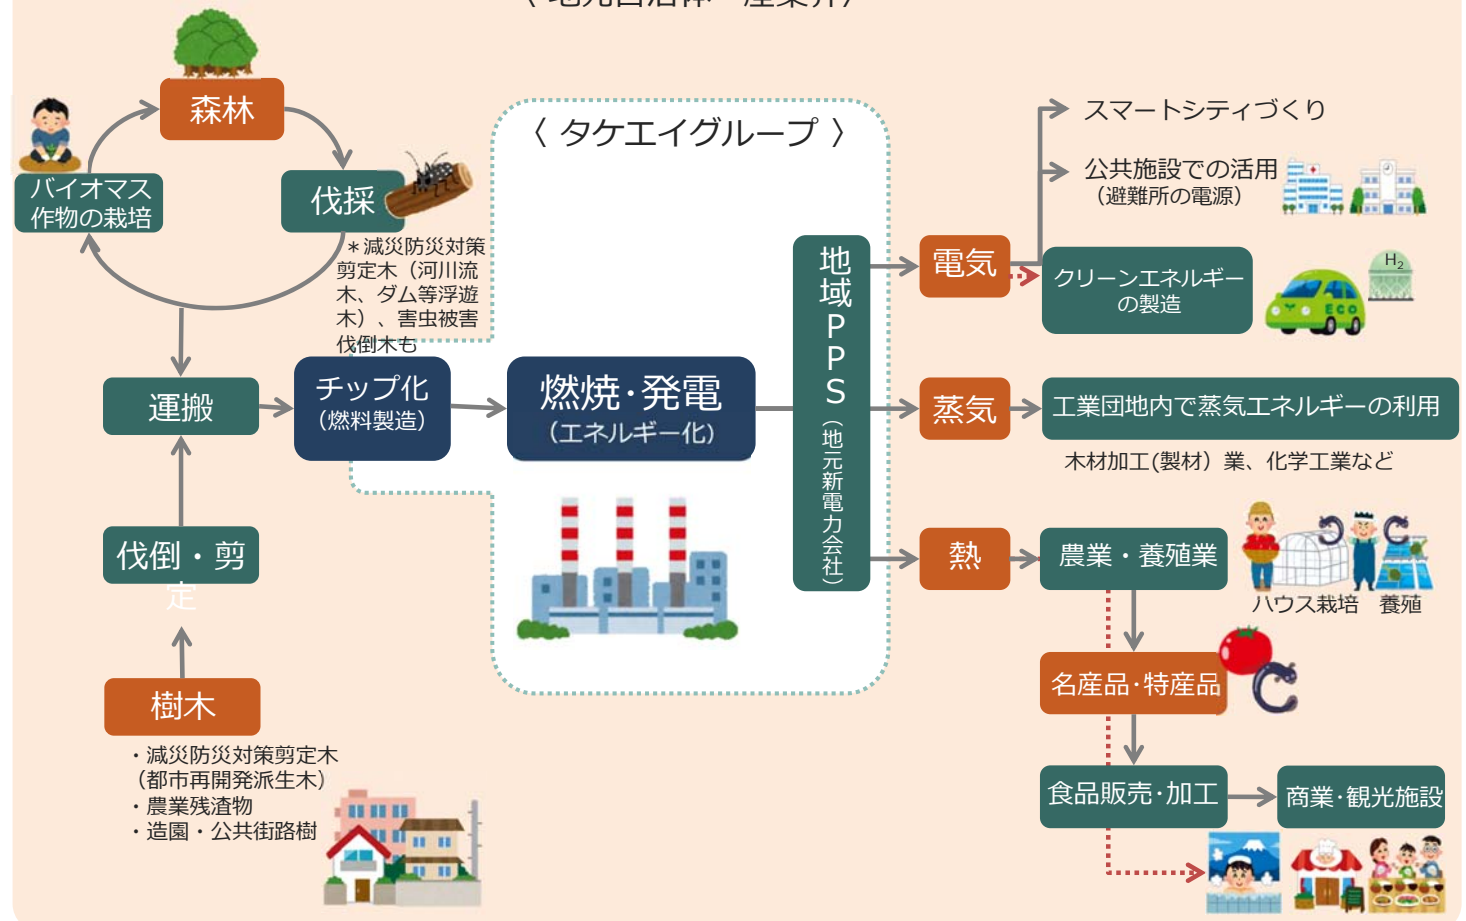 〈 地元自治体・産業界〉
森林
バイオマス
作物の栽培
伐採
＊減災防災対策
剪定木（河川流
木、ダム等浮遊
木）、害虫被害
伐倒木も
運搬
チップ化
（燃料製造）
伐倒・剪
定
樹木
・減災防災対策剪定木
（都市再開発派生木）
・農業残渣物
・造園・公共街路樹
〈 タケエイグループ 〉
燃焼･発電
（エネルギー化）
地域ＰＰＳ（地元新電力会社）
電気
スマートシティづくり
公共施設での活用
（避難所の電源）
クリーンエネルギー
の製造
ECO
H2
蒸気
工業団地内で蒸気エネルギーの利用
木材加工(製材）業、化学工業など
熱
農業・養殖業
ハウス栽培　養殖
名産品･特産品
食品販売･加工
商業･観光施設